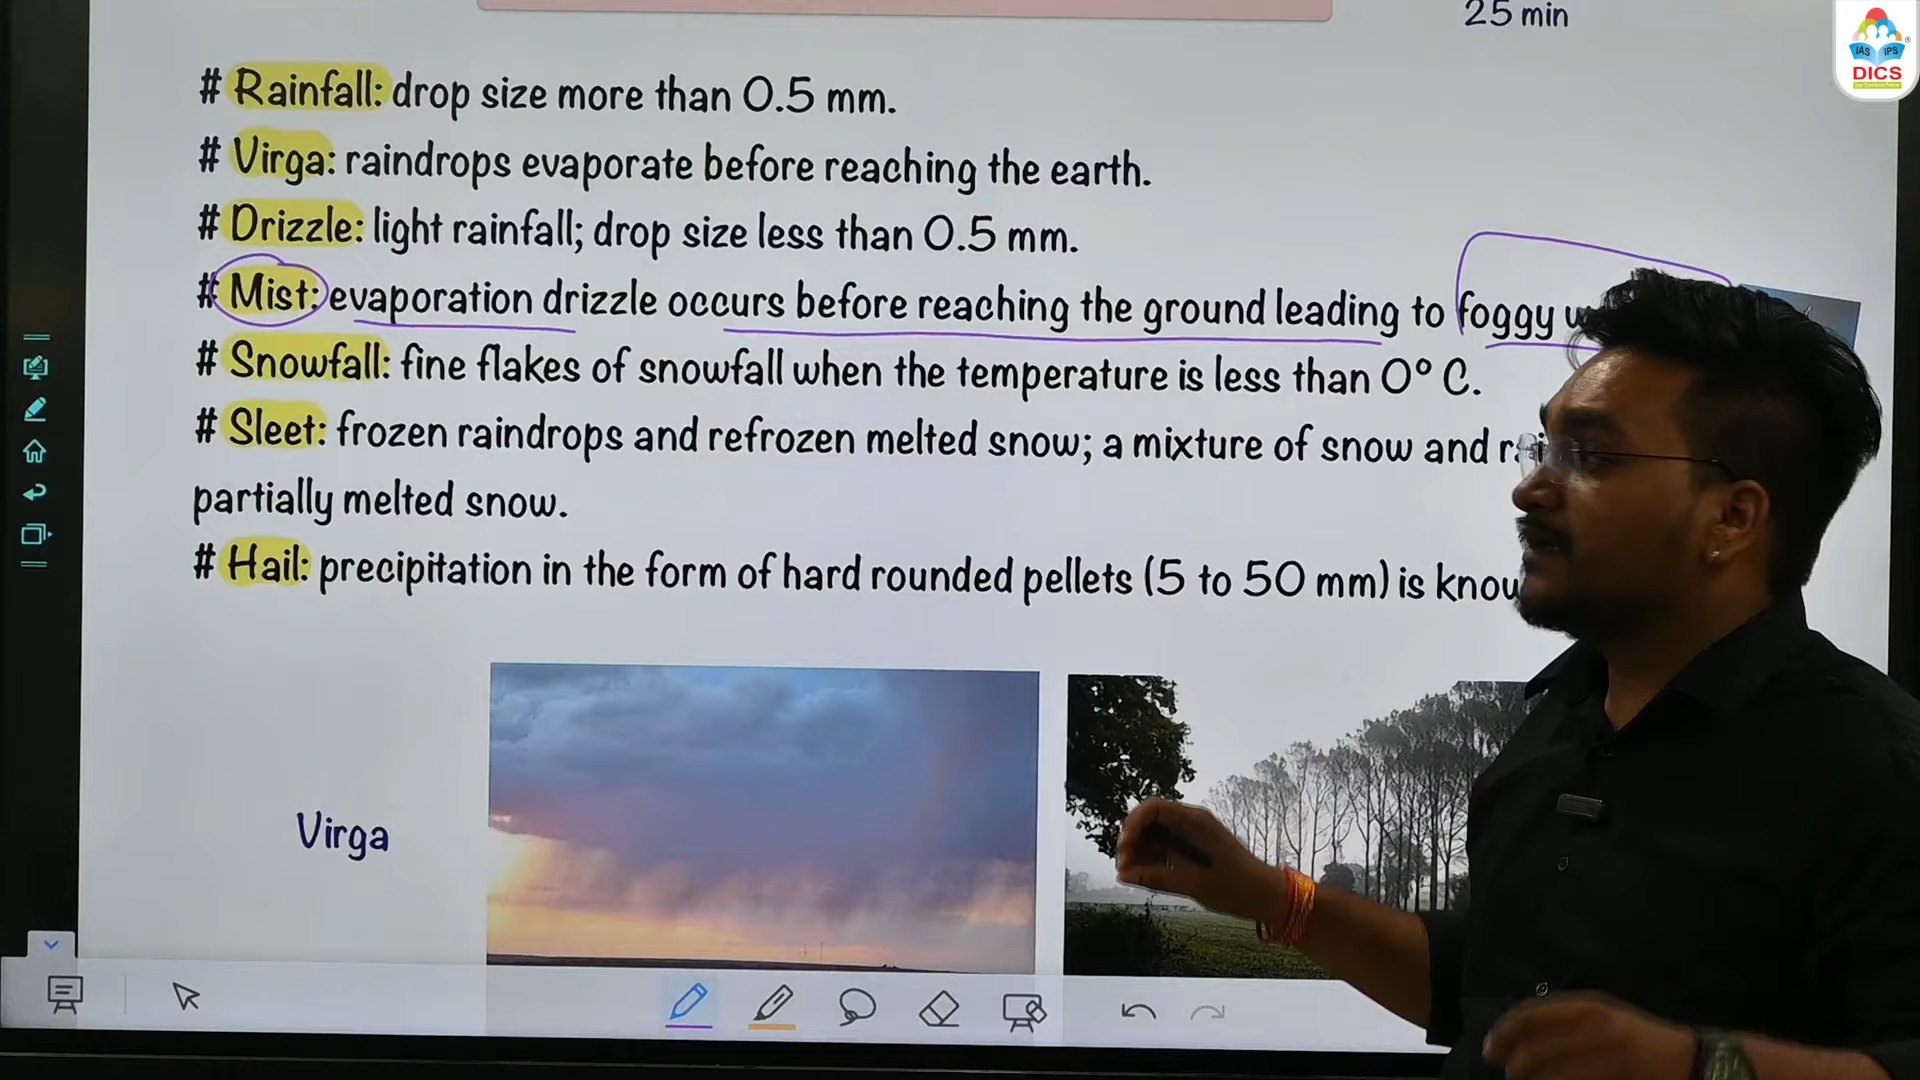 25 min
IAS IPS
DICS
# Rainfall: drop size more than 0.5 mm.
# Virga: raindrops evaporate before reaching the earth.
# Drizzle: light rainfall; drop size less than 0.5 mm.
# Mist: evaporation drizzle occurs before reaching the ground leading to foggy
# Snowfall: fine flakes of snowfall when the temperature is less than 0° C.
# Sleet: frozen raindrops and refrozen melted snow; a mixture of snow and
partially melted snow.
# Hail: precipitation in the form of hard rounded pellets (5 to 50 mm) is
Virga